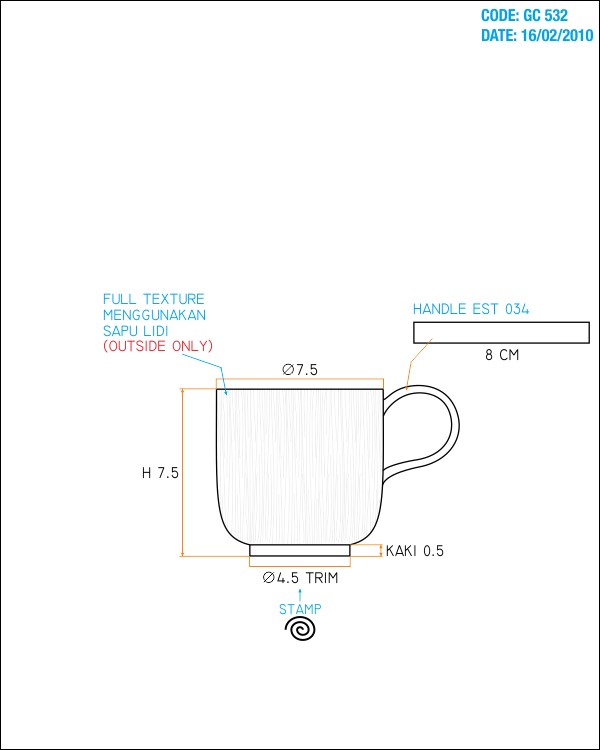 CODE: GC 532
DATE: 16/02/2010
FULL TEXTURE
MENGGUNAKAN
SAPU LIDI
(OUTSIDE ONLY)
HANDLE EST 034
8 CM
∅7.5
H 7.5
KAKI 0.5
∅4.5 TRIM
STAMP